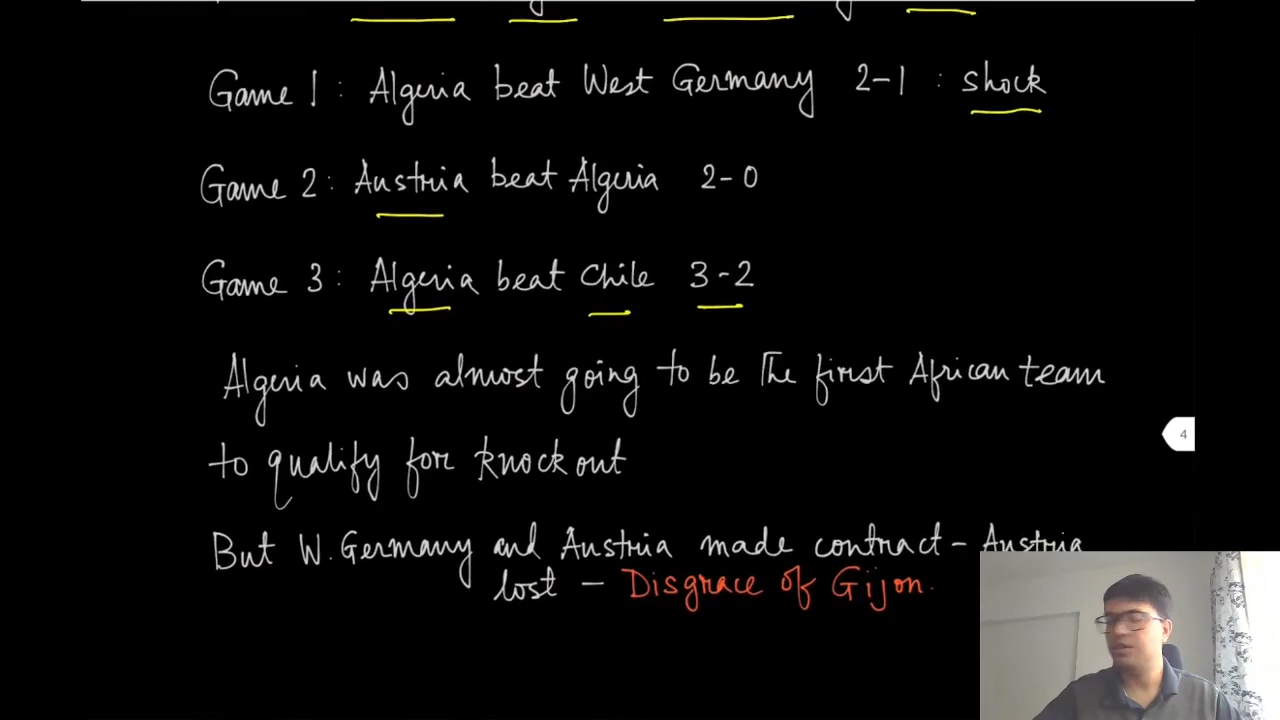 Game 1 : Algeria beat West Germany 2-1 : shock
Game 2 : Austria beat Algeria 2-0
Game 3 : Algeria beat Chile 3-2
Algeria was almost going to be the first African team
to qualify for knockout
4
But W. Germany and Austria made contract - Austria
lost - Disgrace of Gijon.